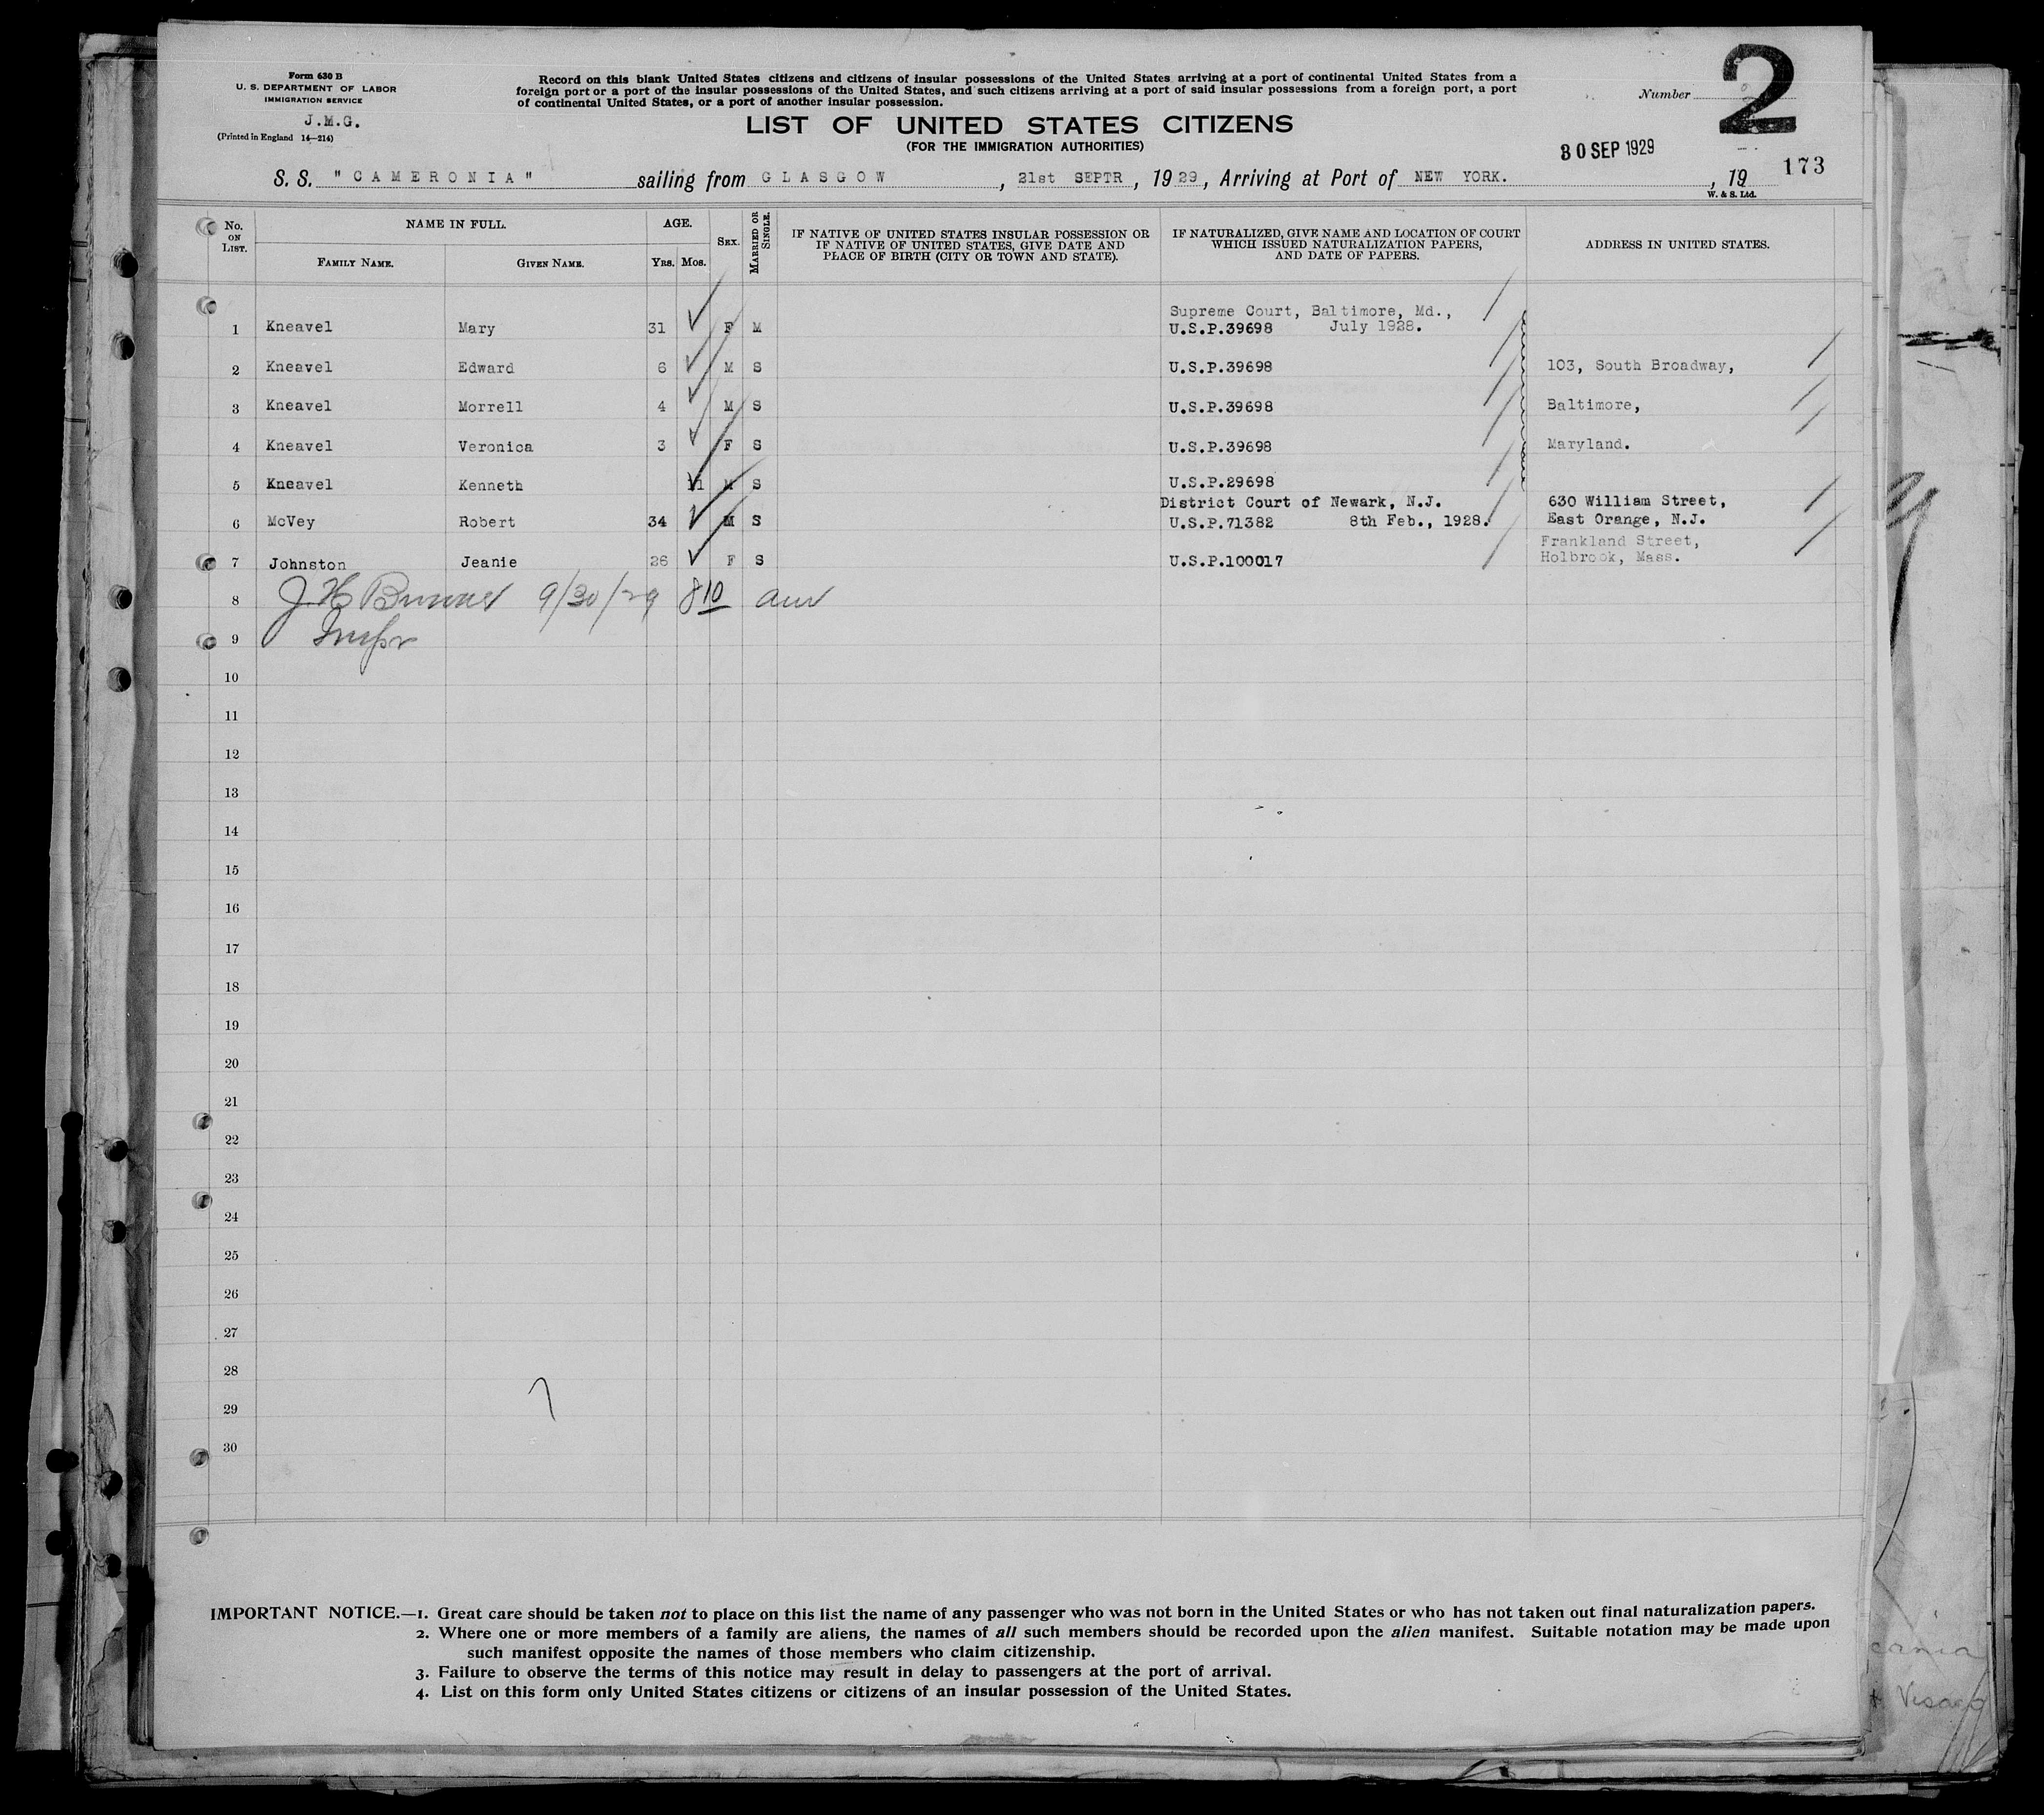 Form 630 B
U. S. DEPARTMENT OF LABOR
IMMIGRATION SERVICE
J.M.G.
(Printed in England 14—214)
Record on this blank United States citizens and citizens of insular possessions of the United States arriving at a port of continental United States from a
foreign port or a port of the insular possessions of the United States, and such citizens arriving at a port of said insular possessions from a foreign port, a port
of continental United States, or a port of another insular possession.
LIST OF UNITED STATES CITIZENS
(FOR THE IMMIGRATION AUTHORITIES)
Number 2
30 SEP 1929
173
S. S. "CAMERONIA" sailing from GLASGOW, 21st SEPTR, 1929, Arriving at Port of NEW YORK., 19
W. & S. Ltd.
No. ON LIST. NAME IN FULL. AGE. SEX. MARRIED OR SINGLE. IF NATIVE OF UNITED STATES INSULAR POSSESSION OR IF NATIVE OF UNITED STATES, GIVE DATE AND PLACE OF BIRTH (CITY OR TOWN AND STATE). IF NATURALIZED, GIVE NAME AND LOCATION OF COURT WHICH ISSUED NATURALIZATION PAPERS, AND DATE OF PAPERS. ADDRESS IN UNITED STATES.
FAMILY NAME. GIVEN NAME. YRS. MOS.
Supreme Court, Baltimore, Md.,
1 Kneavel Mary 31 F M U.S.P.39698 July 1928.
2 Kneavel Edward 6 M S U.S.P.39698 103, South Broadway,
3 Kneavel Morrell 4 M S U.S.P.39698 Baltimore,
4 Kneavel Veronica 3 F S U.S.P.39698 Maryland.
5 Kneavel Kenneth 11 M S U.S.P.29698
District Court of Newark, N.J. 630 William Street,
6 McVey Robert 34 M S U.S.P.71382 8th Feb., 1928. East Orange, N.J.
Frankland Street,
7 Johnston Jeanie 26 F S U.S.P.100017 Holbrook, Mass.
8 J H 9/30/29 8 10 am
9 Inspr
10
11
12
13
14
15
16
17
18
19
20
21
22
23
24
25
26
27
28
29
30
IMPORTANT NOTICE.—1. Great care should be taken not to place on this list the name of any passenger who was not born in the United States or who has not taken out final naturalization papers.
2. Where one or more members of a family are aliens, the names of all such members should be recorded upon the alien manifest. Suitable notation may be made upon
such manifest opposite the names of those members who claim citizenship.
3. Failure to observe the terms of this notice may result in delay to passengers at the port of arrival.
4. List on this form only United States citizens or citizens of an insular possession of the United States.